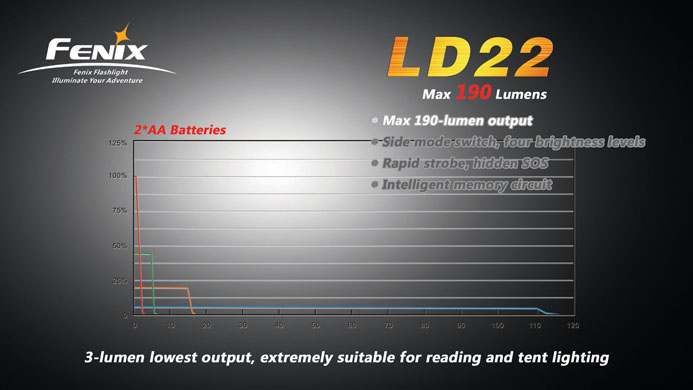 FENIX
Fenix Flashlight
Illuminate Your Adventure
LD22
Max 190 Lumens
• Max 190-lumen output
• Side mode switch, four brightness levels
• Rapid strobe, hidden SOS
• Intelligent memory circuit
2*AA Batteries
125%
100%
75%
50%
25%
0
0 10 20 30 40 50 60 70 80 90 100 110 120
3-lumen lowest output, extremely suitable for reading and tent lighting